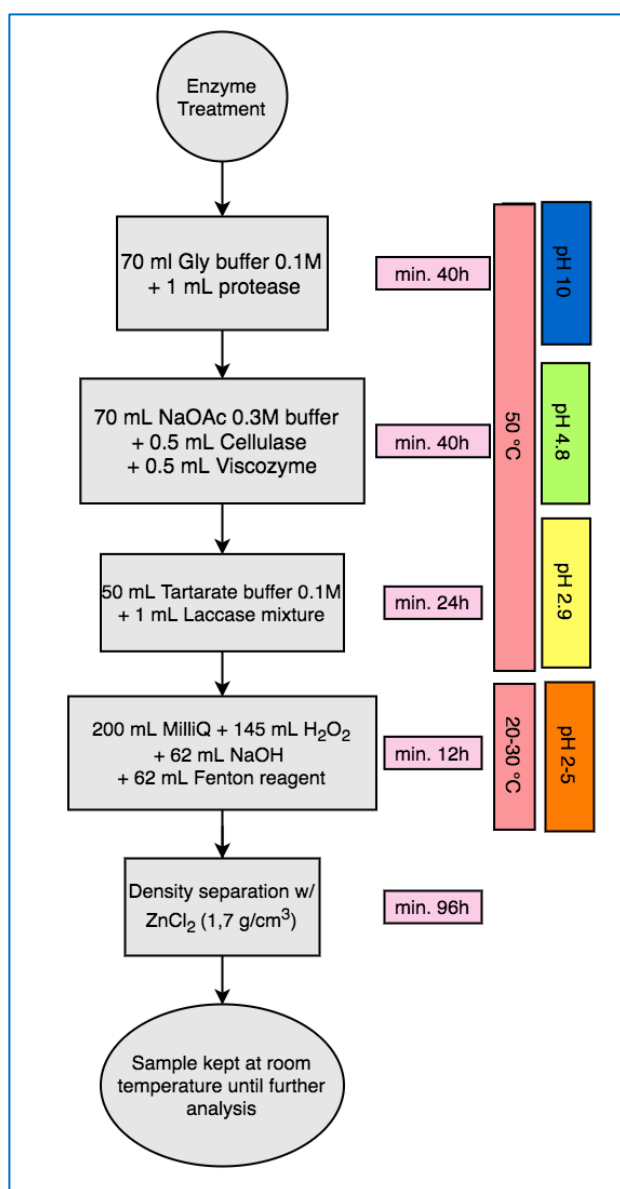 Enzyme
Treatment
70 ml Gly buffer 0.1M
+ 1 mL protease
min. 40h
pH 10
70 mL NaOAc 0.3M buffer
+ 0.5 mL Cellulase
+ 0.5 mL Viscozyme
min. 40h
50 °C
pH 4.8
50 mL Tartarate buffer 0.1M
+ 1 mL Laccase mixture
min. 24h
pH 2.9
200 mL MilliQ + 145 mL H₂O₂
+ 62 mL NaOH
+ 62 mL Fenton reagent
min. 12h
20-30 °C
pH 2-5
Density separation w/
ZnCl₂ (1,7 g/cm³)
min. 96h
Sample kept at room
temperature until further
analysis